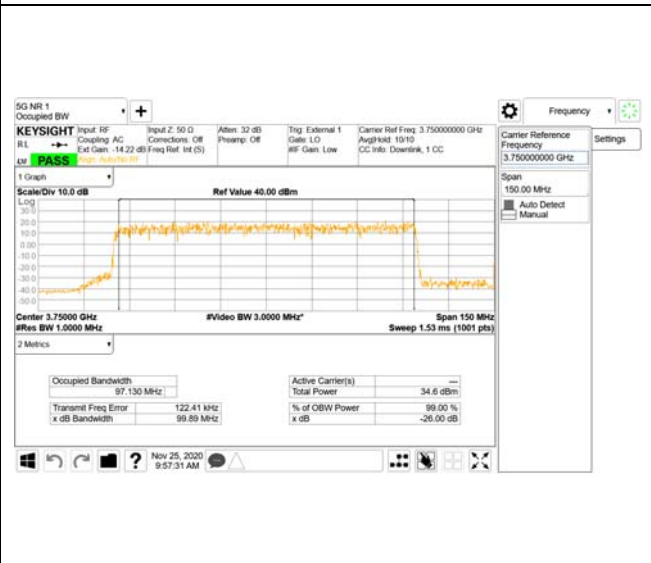 5G NR 1
Occupied BW
Frequency
KEYSIGHT
Input: RF
Input Z: 50 Ω
Atten: 32 dB
Trig: External 1
Carrier Ref Freq: 3.750000000 GHz
Coupling: AC
Corrections: Off
Preamp: Off
Gate: LO
Avg|Hold: 10/10
RL
Ext Gain: -14.22 dB
Freq Ref: Int (S)
#IF Gain: Low
CC Info: Downlink, 1 CC
PASS
Align: Auto/No RF
Carrier Reference
Frequency
3.750000000 GHz
Settings
Span
150.00 MHz
Auto Detect
Manual
1 Graph
Scale/Div 10.0 dB
Ref Value 40.00 dBm
Log
30.0
20.0
10.0
0.00
-10.0
-20.0
-30.0
-40.0
-50.0
Center 3.75000 GHz
#Video BW 3.0000 MHz*
Span 150 MHz
#Res BW 1.0000 MHz
Sweep 1.53 ms (1001 pts)
2 Metrics
Occupied Bandwidth
97.130 MHz
Active Carrier(s)
---
Total Power
34.6 dBm
Transmit Freq Error
122.41 kHz
% of OBW Power
99.00 %
x dB Bandwidth
99.89 MHz
x dB
-26.00 dB
?
Nov 25, 2020
9:57:31 AM